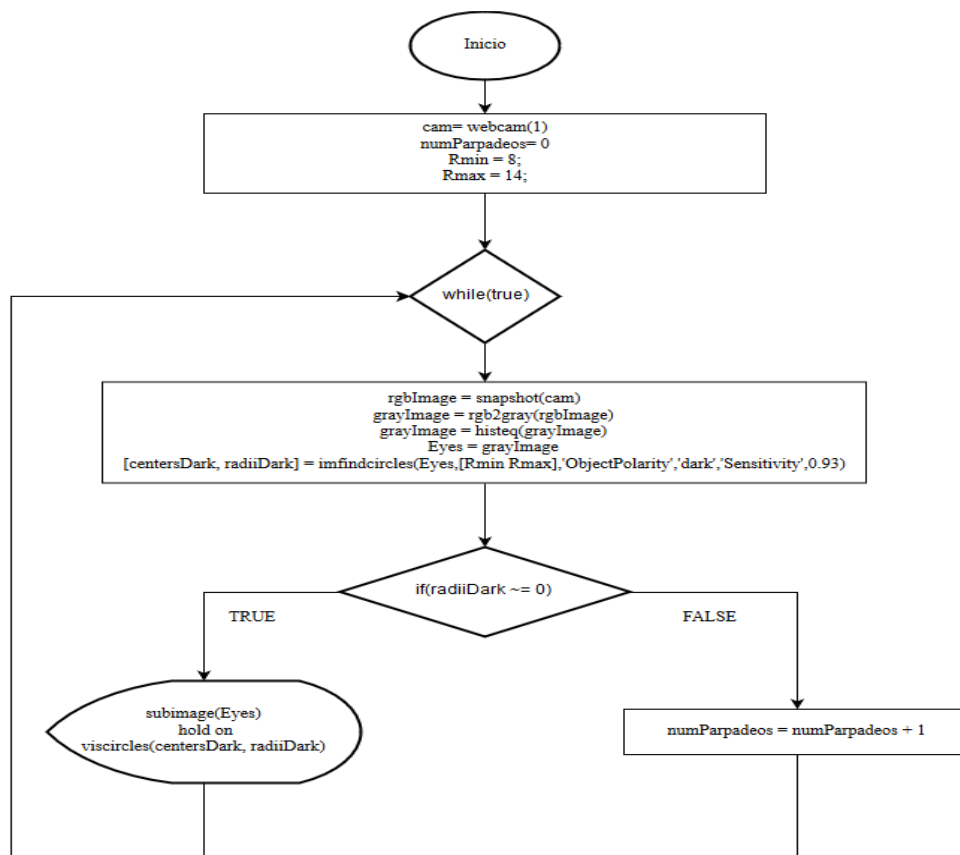 Inicio
cam= webcam(1)
numParpadeos= 0
Rmin = 8;
Rmax = 14;
while(true)
rgbImage = snapshot(cam)
grayImage = rgb2gray(rgbImage)
grayImage = histeq(grayImage)
Eyes = grayImage
[centersDark, radiiDark] = imfindcircles(Eyes,[Rmin Rmax],'ObjectPolarity','dark','Sensitivity',0.93)
if(radiiDark ~= 0)
TRUE
FALSE
subimage(Eyes)
hold on
viscircles(centersDark, radiiDark)
numParpadeos = numParpadeos + 1